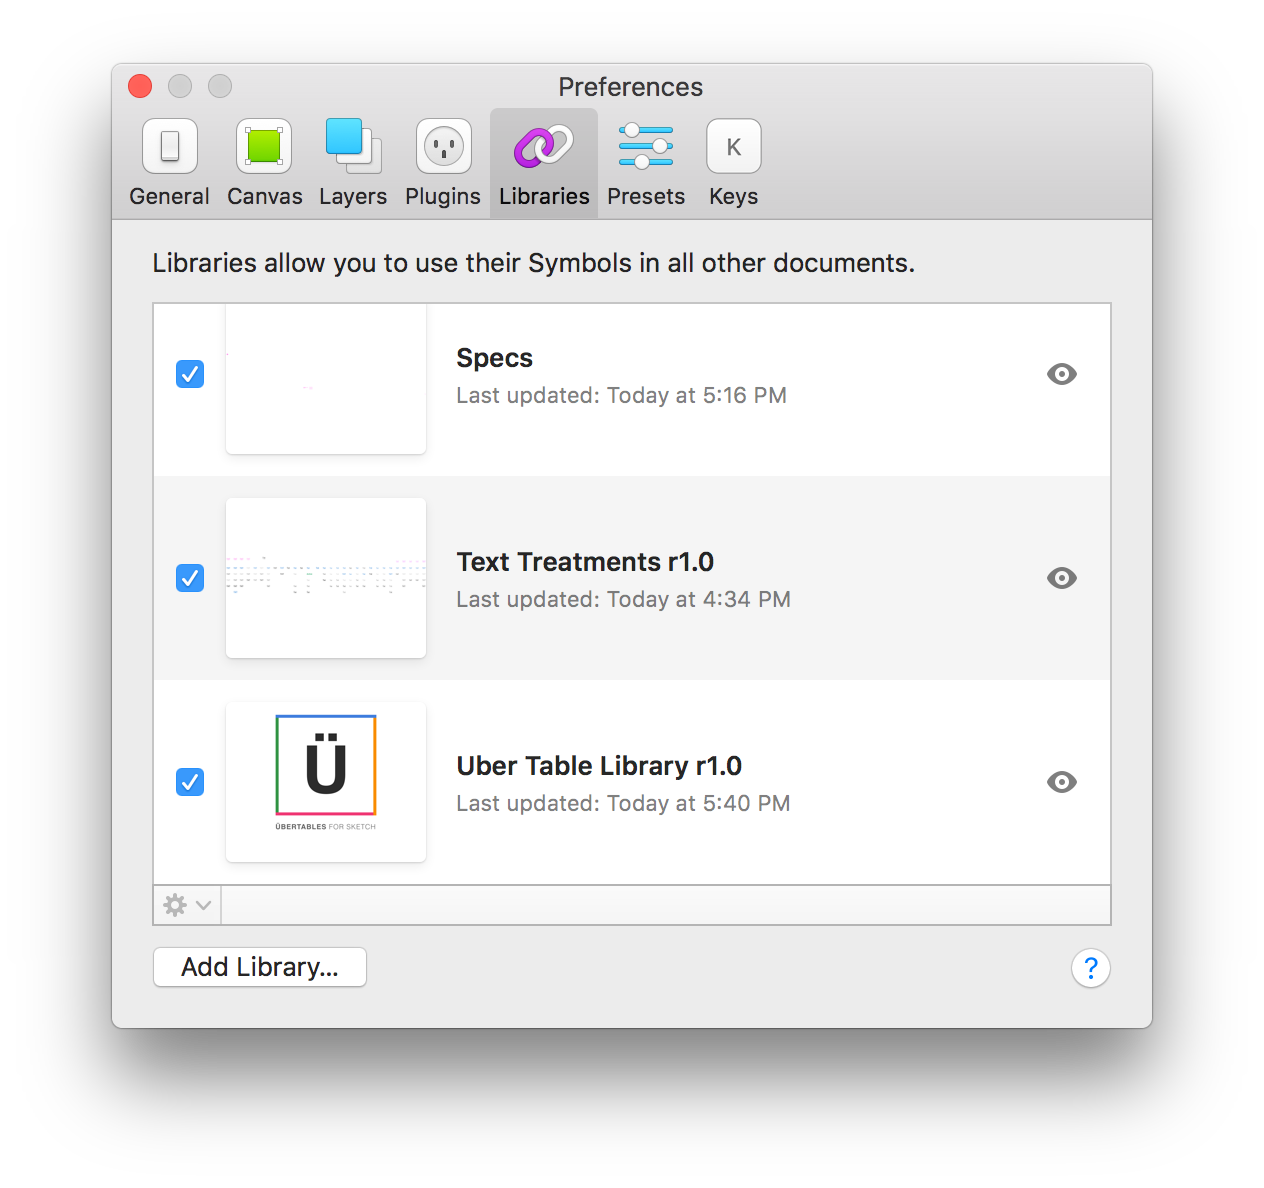 Preferences
General Canvas Layers Plugins Libraries Presets K Keys
Libraries allow you to use their Symbols in all other documents.
Specs
Last updated: Today at 5:16 PM
Text Treatments r1.0
Last updated: Today at 4:34 PM
Ü
ÜBERTABLES FOR SKETCH
Uber Table Library r1.0
Last updated: Today at 5:40 PM
Add Library...
?